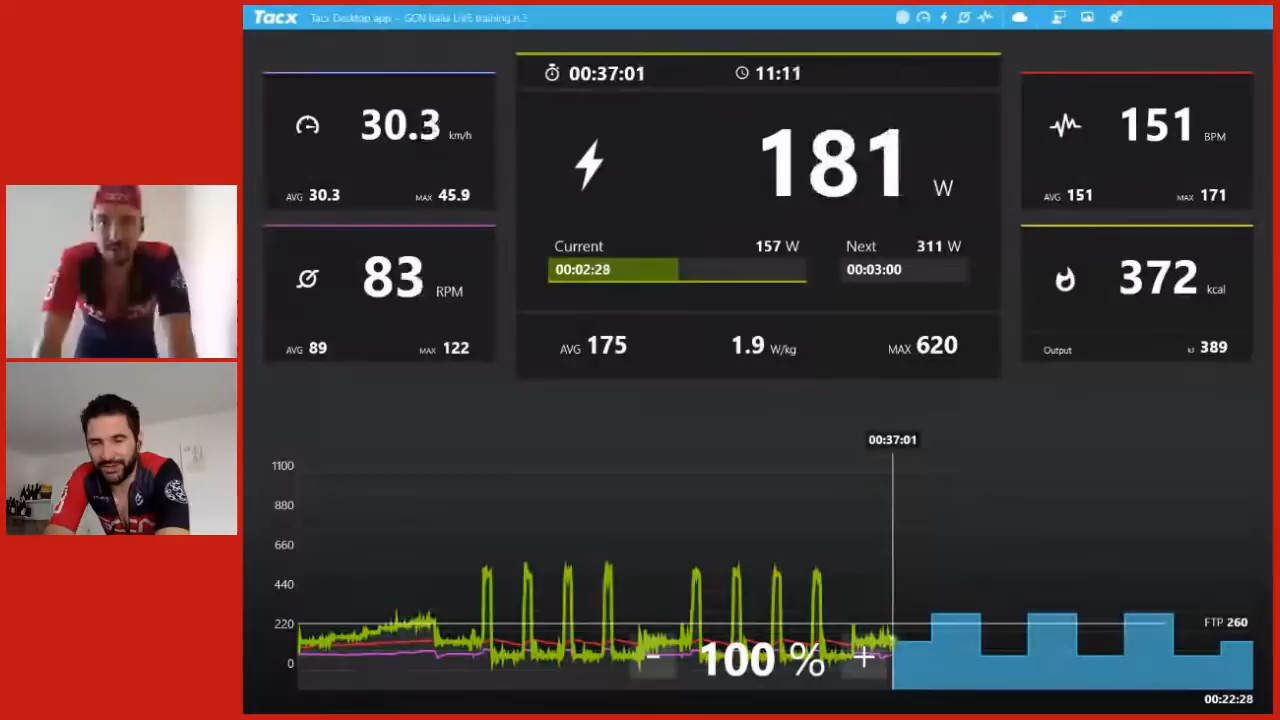 Tacx Tacx Desktop app - GCN Italia LIVE training n.3
00:37:01 11:11
30.3 km/h
AVG 30.3 MAX 45.9
181 W
151 BPM
AVG 151 MAX 171
Current 157 W Next 311 W
00:02:28 00:03:00
83 RPM
AVG 89 MAX 122
372 kcal
Output kJ 389
AVG 175 1.9 W/kg MAX 620
00:37:01
1100
880
660
440
220
0
FTP 260
- 100 % +
00:22:28